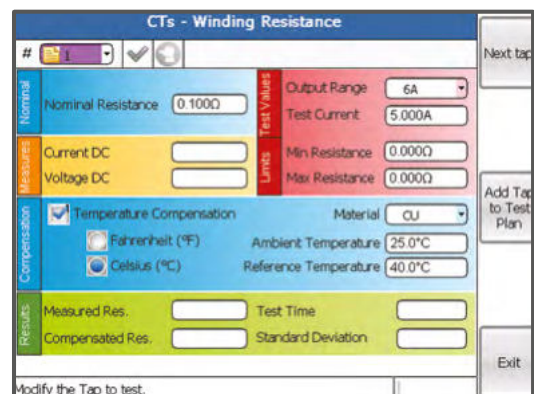 CTs - Winding Resistance
# 1
Next tap
Nominal
Nominal Resistance 0.100Ω
Test Values
Output Range 6A
Test Current 5.000A
Measures
Current DC
Voltage DC
Limits
Min Resistance 0.000Ω
Max Resistance 0.000Ω
Add Tap
to Test
Plan
Compensation
Temperature Compensation
Material CU
Fahrenheit (ºF)
Ambient Temperature 25.0°C
Celsius (ºC)
Reference Temperature 40.0°C
Results
Measured Res.
Test Time
Compensated Res.
Standard Deviation
Exit
Modify the Tap to test.